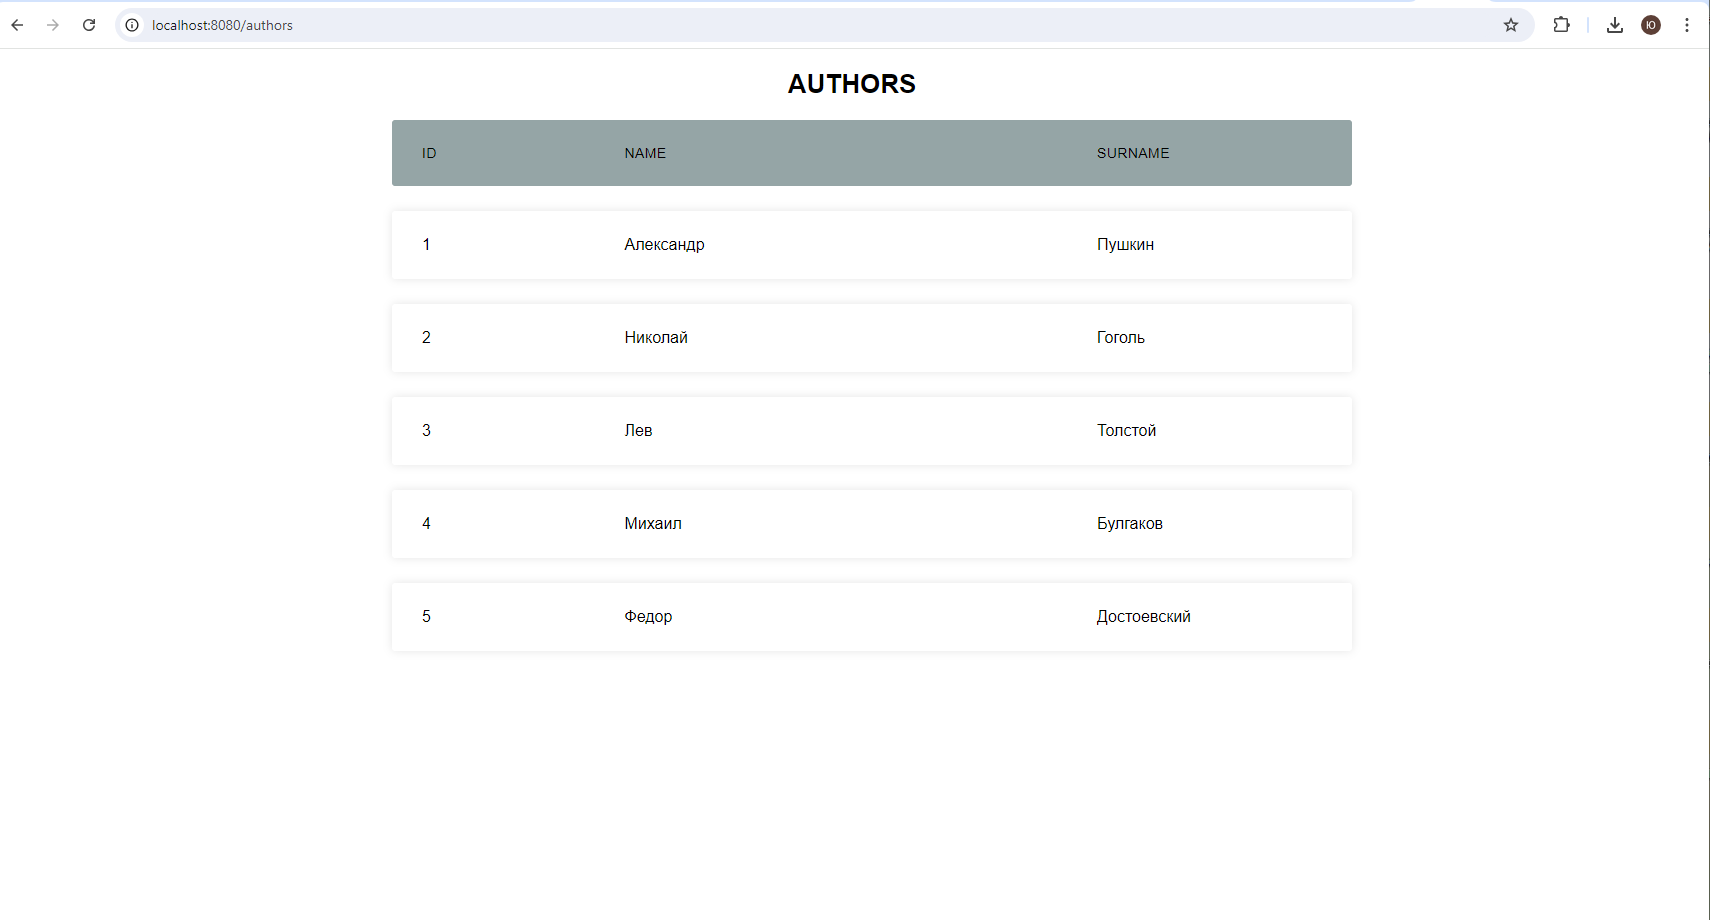 localhost:8080/authors
Ю
AUTHORS
ID NAME SURNAME
1 Александр Пушкин
2 Николай Гоголь
3 Лев Толстой
4 Михаил Булгаков
5 Федор Достоевский